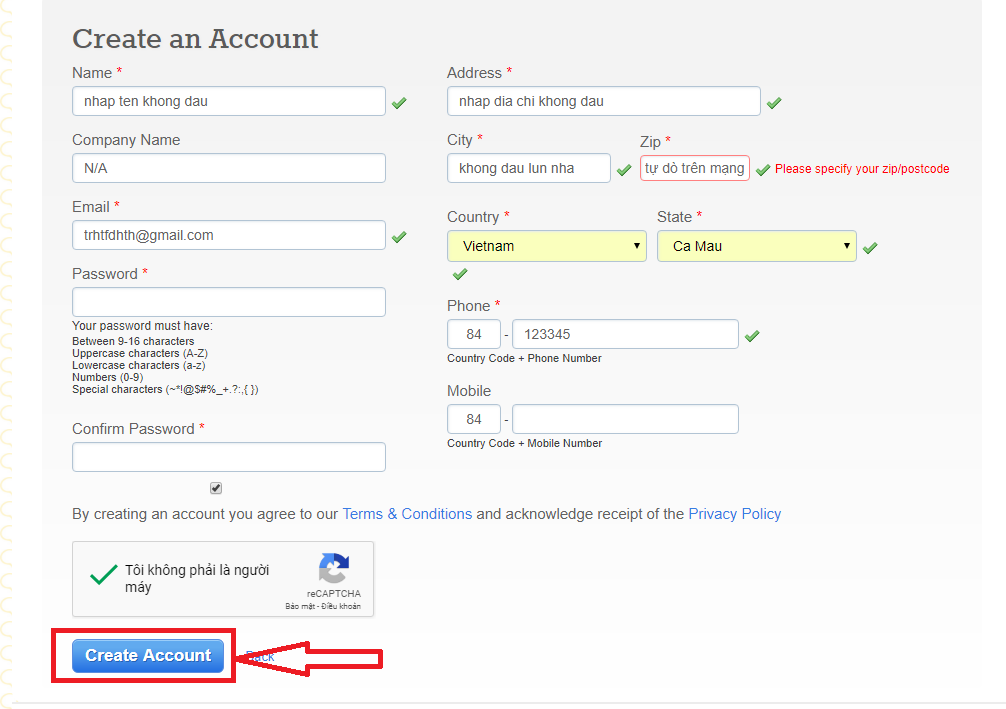 Create an Account
Name *
nhap ten khong dau
Company Name
N/A
Email *
trhtfdhth@gmail.com
Password *
Your password must have:
Between 9-16 characters
Uppercase characters (A-Z)
Lowercase characters (a-z)
Numbers (0-9)
Special characters (~*!@$#%_+.?:,{ })
Confirm Password *
Address *
nhap dia chi khong dau
City *
Zip *
khong dau lun nha
tự dò trên mạng
Please specify your zip/postcode
Country *
State *
Vietnam
Ca Mau
Phone *
84 - 123345
Country Code + Phone Number
Mobile
84 -
Country Code + Mobile Number
By creating an account you agree to our Terms & Conditions and acknowledge receipt of the Privacy Policy
Tôi không phải là người
máy
reCAPTCHA
Bảo mật - Điều khoản
Create Account
Back